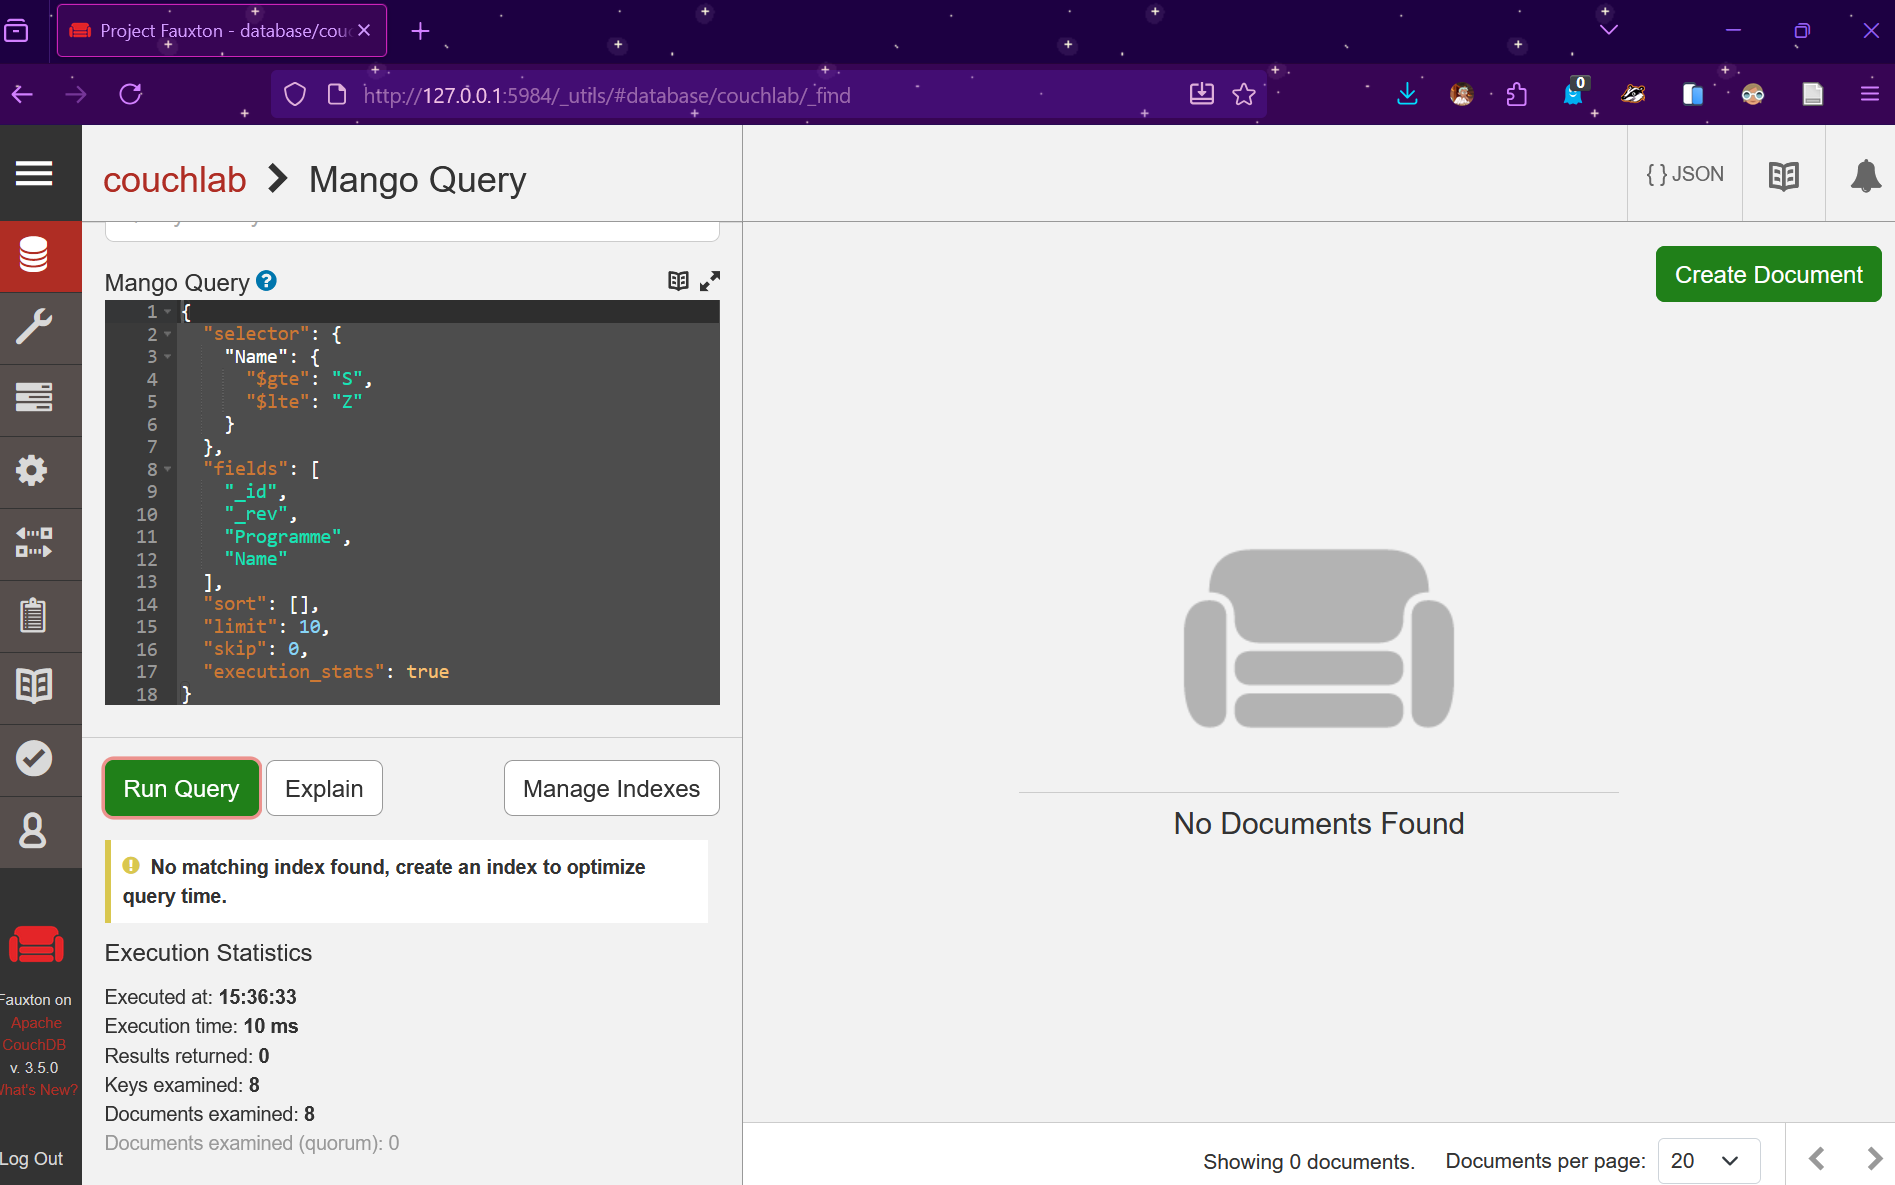 Project Fauxton - database/couc
http://127.0.0.1:5984/_utils/#database/couchlab/_find
0
couchlab
Mango Query
{ } JSON
Create Document
Mango Query
1 {
2 "selector": {
3 "Name": {
4 "$gte": "S",
5 "$lte": "Z"
6 }
7 },
8 "fields": [
9 "_id",
10 "_rev",
11 "Programme",
12 "Name"
13 ],
14 "sort": [],
15 "limit": 10,
16 "skip": 0,
17 "execution_stats": true
18 }
Run Query
Explain
Manage Indexes
No matching index found, create an index to optimize
query time.
Execution Statistics
Executed at: 15:36:33
Execution time: 10 ms
Results returned: 0
Keys examined: 8
Documents examined: 8
Documents examined (quorum): 0
Fauxton on
Apache
CouchDB
v. 3.5.0
What's New?
Log Out
No Documents Found
Showing 0 documents.
Documents per page:
20